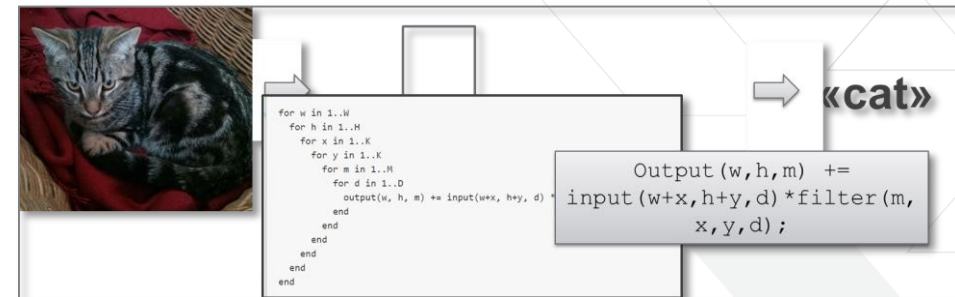 for w in 1..W
for h in 1..H
for x in 1..K
for y in 1..K
for m in 1..M
for d in 1..D
output(w, h, m) += input(w+x, h+y, d) *
end
end
end
end
end
end
Output(w,h,m) +=
input(w+x,h+y,d)*filter(m,
x,y,d);
«cat»